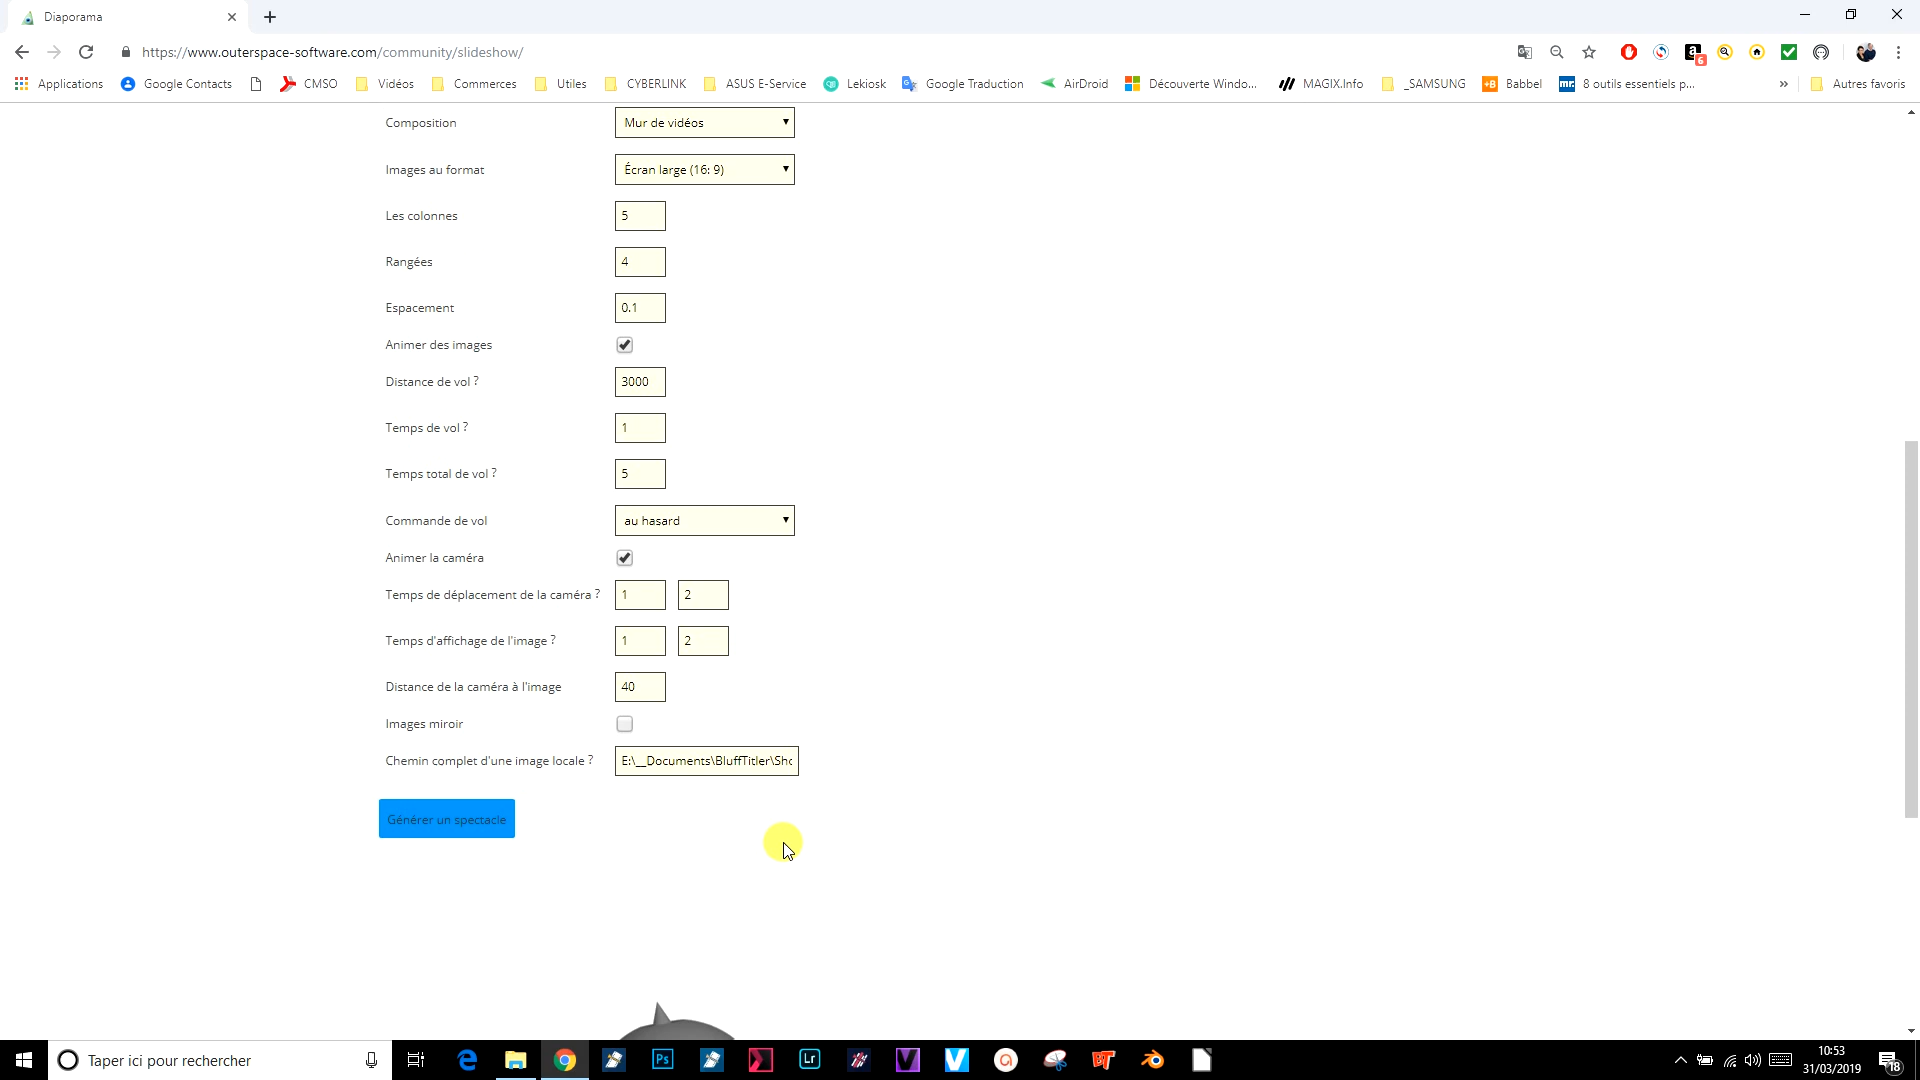 Diaporama
https://www.outerspace-software.com/community/slideshow/
6
Applications Google Contacts CMSO Vidéos Commerces Utiles CYBERLINK ASUS E-Service Lekiosk Google Traduction AirDroid Découverte Windo... MAGIX.Info _SAMSUNG Babbel 8 outils essentiels p... » Autres favoris
Composition Mur de vidéos
Images au format Écran large (16: 9)
Les colonnes 5
Rangées 4
Espacement 0.1
Animer des images
Distance de vol ? 3000
Temps de vol ? 1
Temps total de vol ? 5
Commande de vol au hasard
Animer la caméra
Temps de déplacement de la caméra ? 1 2
Temps d'affichage de l'image ? 1 2
Distance de la caméra à l'image 40
Images miroir
Chemin complet d'une image locale ? E:\__Documents\BluffTitler\Shc
Générer un spectacle
Taper ici pour rechercher Ps Lr BT
10:53
31/03/2019
18